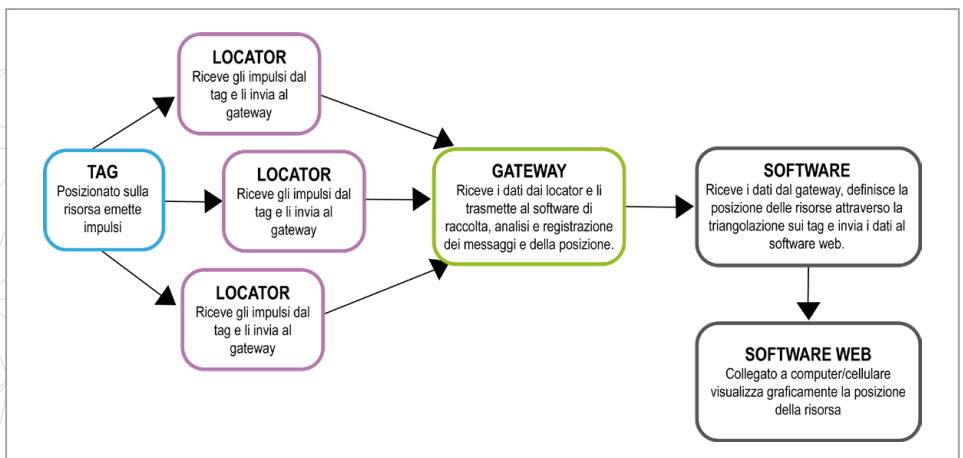 LOCATOR
Riceve gli impulsi dal
tag e li invia al
gateway
TAG
Posizionato sulla
risorsa emette
impulsi
LOCATOR
Riceve gli impulsi dal
tag e li invia al
gateway
LOCATOR
Riceve gli impulsi dal
tag e li invia al
gateway
GATEWAY
Riceve i dati dai locator e li
trasmette al software di
raccolta, analisi e registrazione
dei messaggi e della posizione.
SOFTWARE
Riceve i dati dal gateway, definisce la
posizione delle risorse attraverso la
triangolazione sui tag e invia i dati al
software web.
SOFTWARE WEB
Collegato a computer/cellulare
visualizza graficamente la posizione
della risorsa